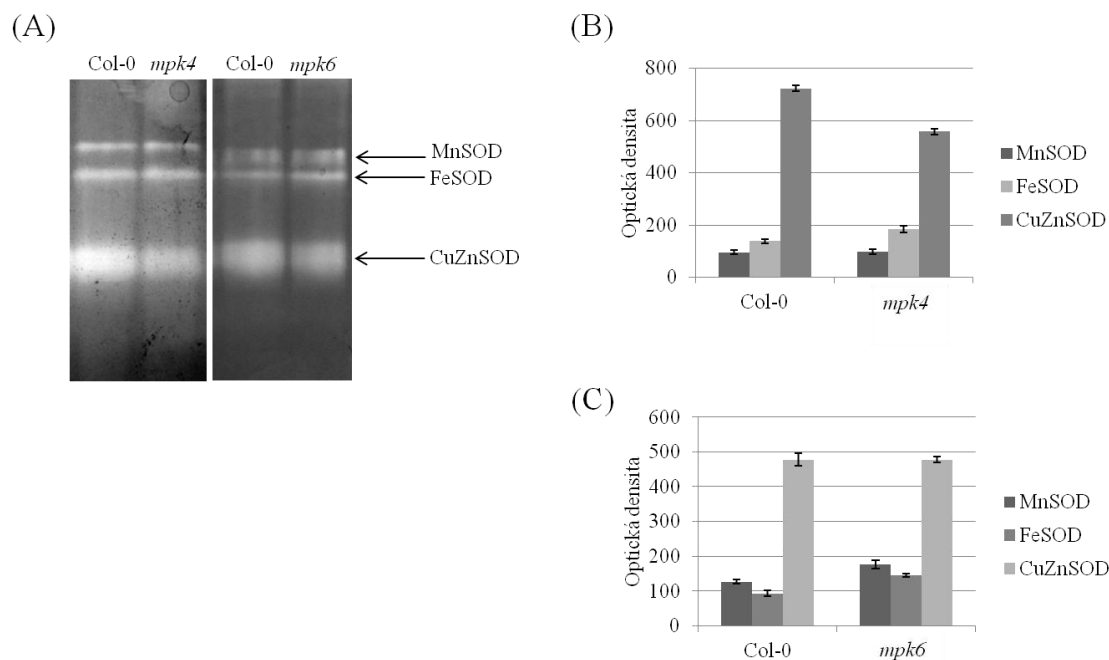 (A)
Col-0 mpk4 Col-0 mpk6
MnSOD
FeSOD
CuZnSOD
(B)
Optická densita
800
600
400
200
0
Col-0 mpk4
MnSOD
FeSOD
CuZnSOD
(C)
Optická densita
600
500
400
300
200
100
0
Col-0 mpk6
MnSOD
FeSOD
CuZnSOD